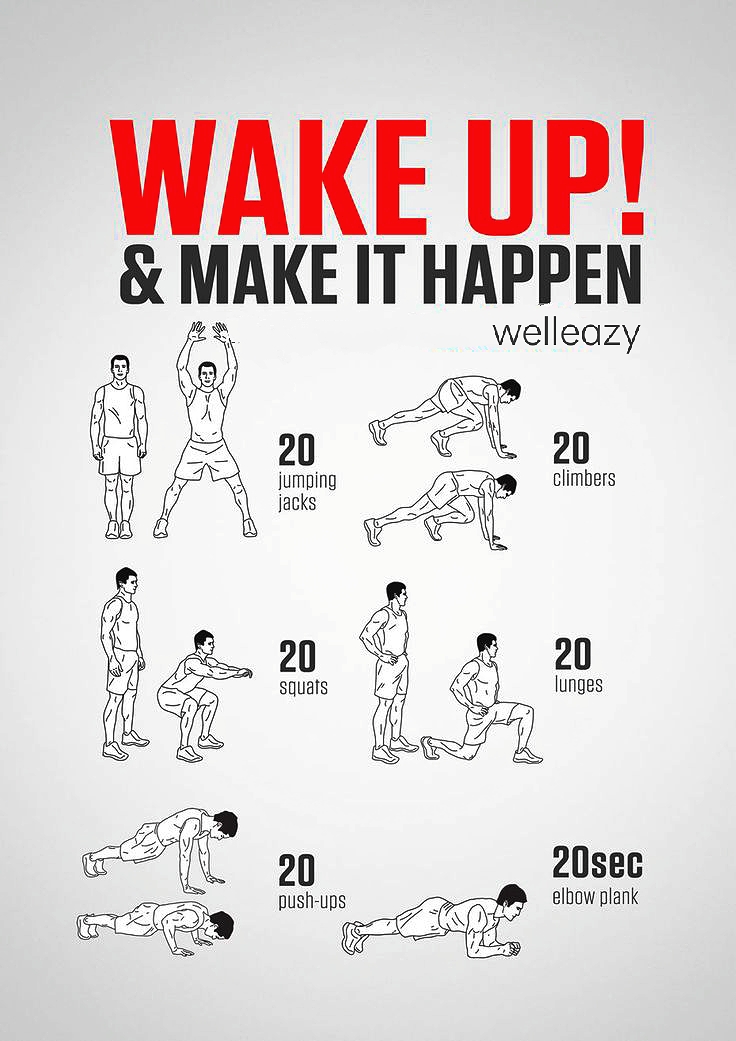 WAKE UP!
& MAKE IT HAPPEN
welleazy
20
jumping
jacks
20
climbers
20
squats
20
lunges
20
push-ups
20sec
elbow plank